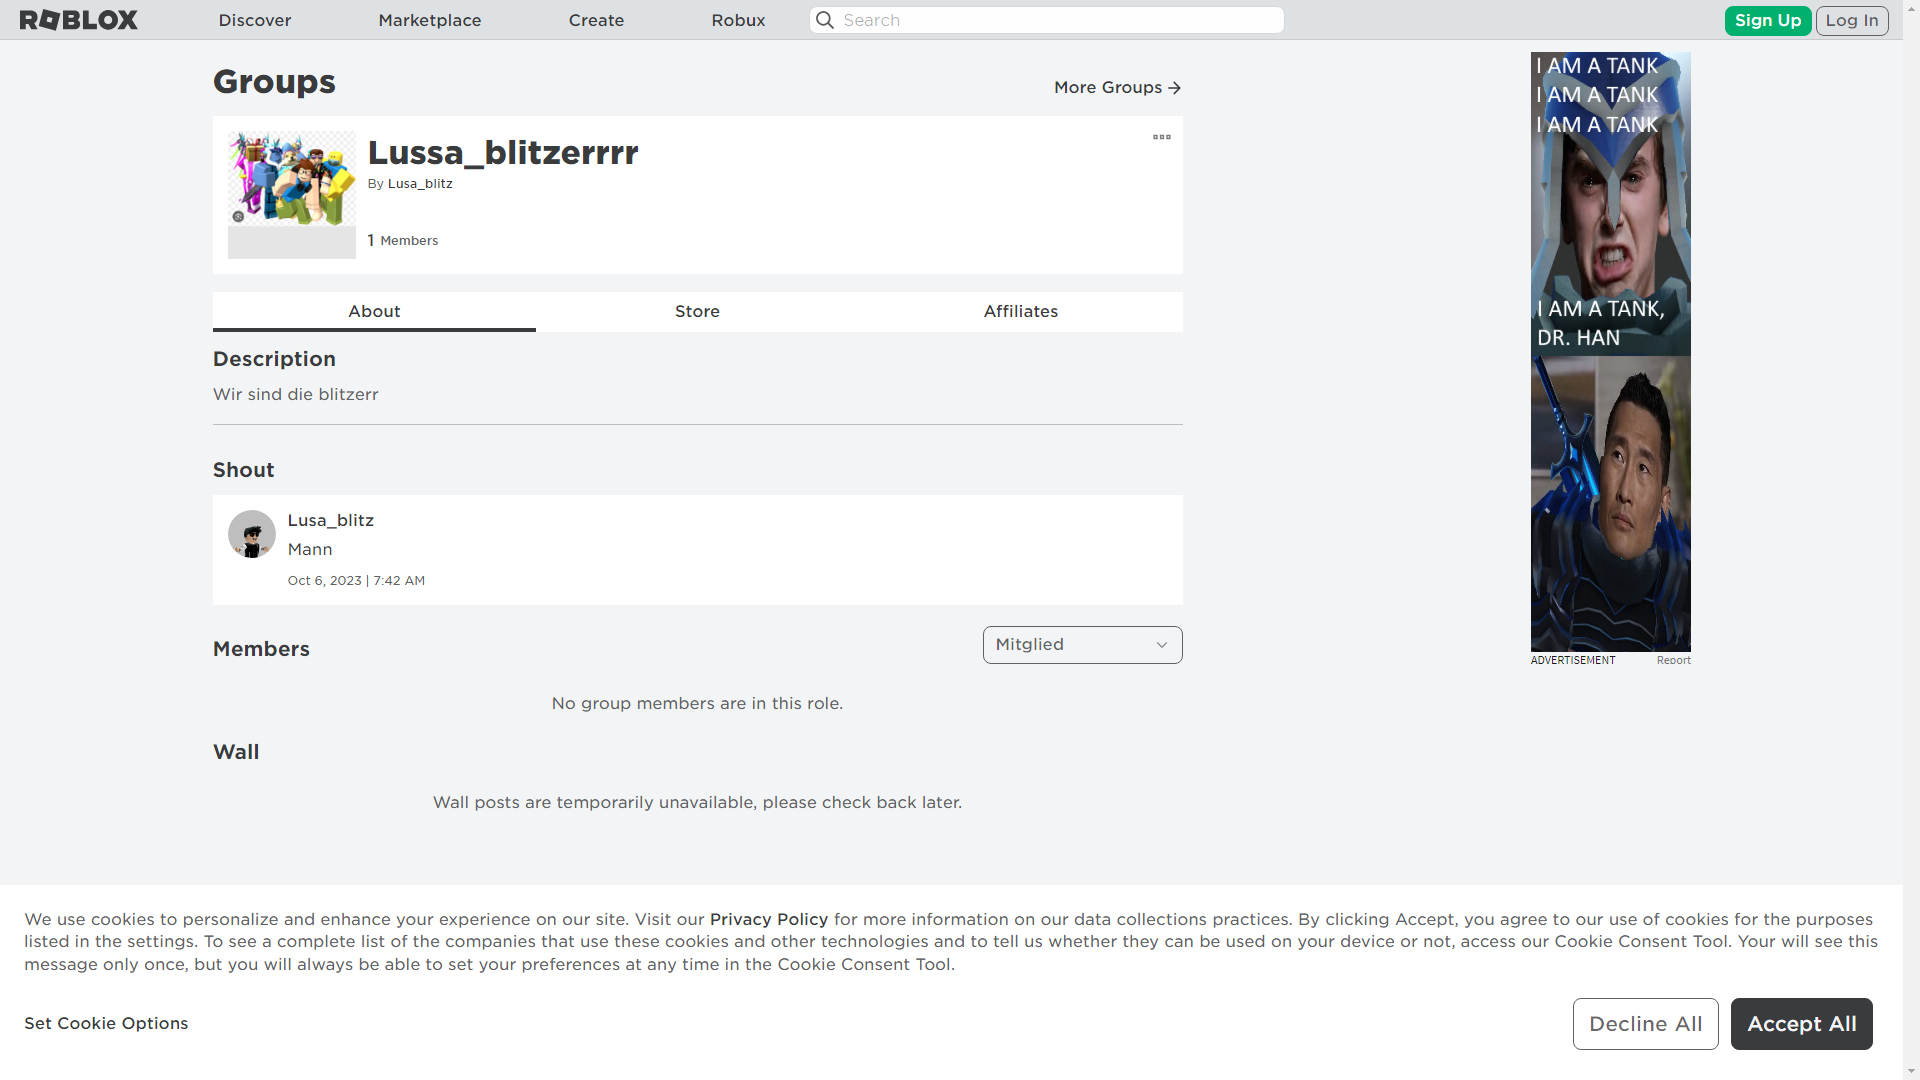 ROBLOX
Discover
Marketplace
Create
Robux
Search
Sign Up
Log In
Groups
More Groups
Lussa_blitzerrrr
By Lusa_blitz
1 Members
About
Store
Affiliates
Description
Wir sind die blitzerr
Shout
Lusa_blitz
Mann
Oct 6, 2023 | 7:42 AM
Members
Mitglied
No group members are in this role.
Wall
Wall posts are temporarily unavailable, please check back later.
I AM A TANK
I AM A TANK
I AM A TANK
I AM A TANK,
DR. HAN
ADVERTISEMENT
Report
We use cookies to personalize and enhance your experience on our site. Visit our Privacy Policy for more information on our data collections practices. By clicking Accept, you agree to our use of cookies for the purposes
listed in the settings. To see a complete list of the companies that use these cookies and other technologies and to tell us whether they can be used on your device or not, access our Cookie Consent Tool. Your will see this
message only once, but you will always be able to set your preferences at any time in the Cookie Consent Tool.
Set Cookie Options
Decline All
Accept All